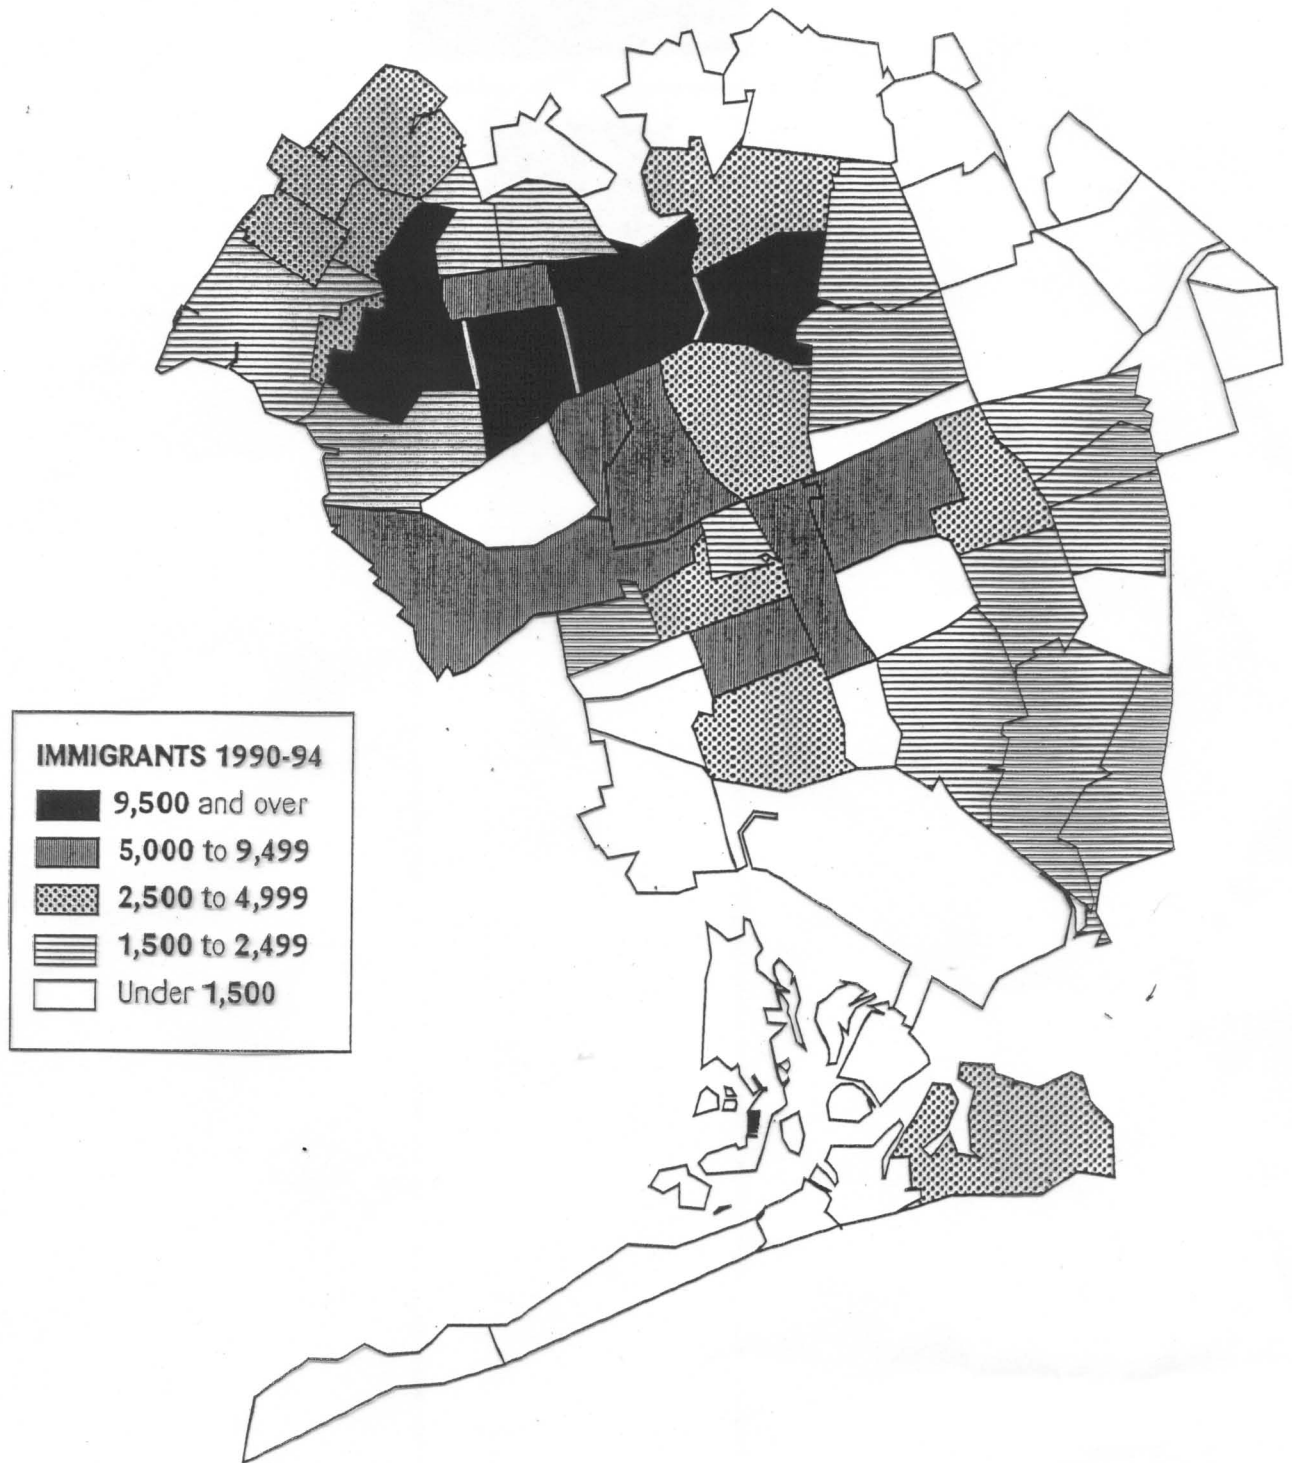 IMMIGRANTS 1990-94
9,500 and over
5,000 to 9,499
2,500 to 4,999
1,500 to 2,499
Under 1,500